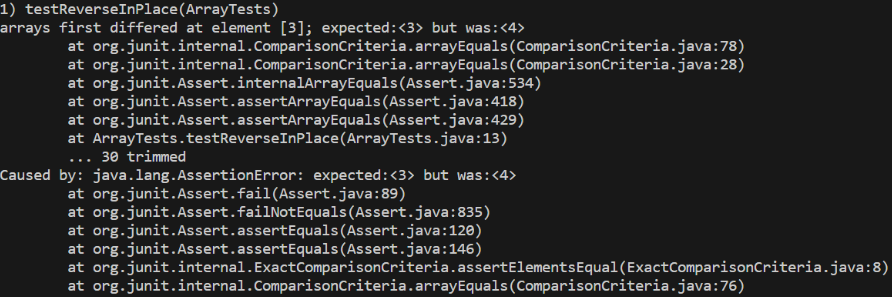 1) testReverseInPlace(ArrayTests)
arrays first differed at element [3]; expected:<3> but was:<4>
        at org.junit.internal.ComparisonCriteria.arrayEquals(ComparisonCriteria.java:78)
        at org.junit.internal.ComparisonCriteria.arrayEquals(ComparisonCriteria.java:28)
        at org.junit.Assert.internalArrayEquals(Assert.java:534)
        at org.junit.Assert.assertArrayEquals(Assert.java:418)
        at org.junit.Assert.assertArrayEquals(Assert.java:429)
        at ArrayTests.testReverseInPlace(ArrayTests.java:13)
        ... 30 trimmed
Caused by: java.lang.AssertionError: expected:<3> but was:<4>
        at org.junit.Assert.fail(Assert.java:89)
        at org.junit.Assert.failNotEquals(Assert.java:835)
        at org.junit.Assert.assertEquals(Assert.java:120)
        at org.junit.Assert.assertEquals(Assert.java:146)
        at org.junit.internal.ExactComparisonCriteria.assertElementsEqual(ExactComparisonCriteria.java:8)
        at org.junit.internal.ComparisonCriteria.arrayEquals(ComparisonCriteria.java:76)